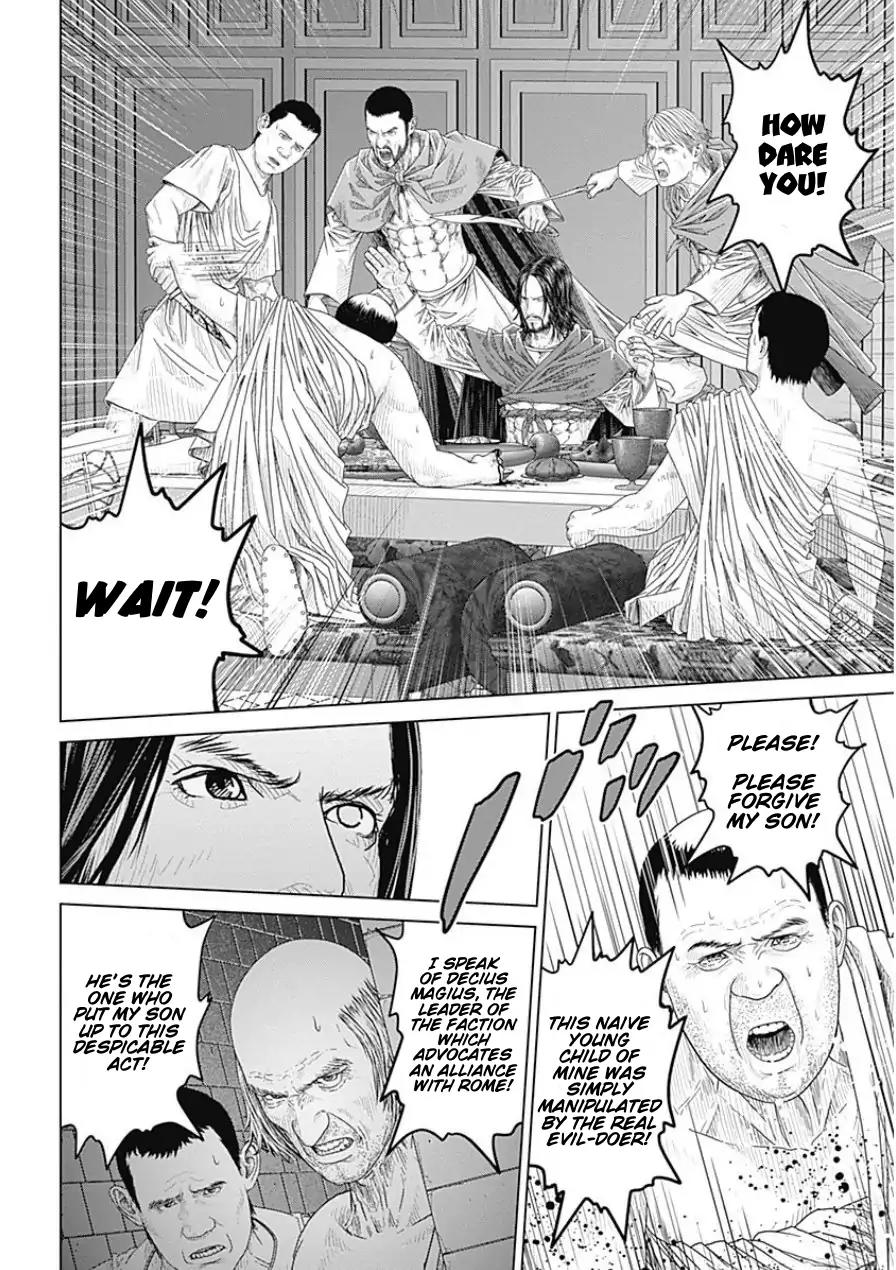 HOW
DARE
YOU!
WAIT!
PLEASE!
PLEASE
FORGIVE
MY SON!
THIS NAIVE
YOUNG
CHILD OF
MINE WAS
SIMPLY
MANIPULATED
BY THE REAL
EVIL-DOER!
I SPEAK
OF DECIUS
MAGIUS, THE
LEADER OF
THE FACTION
WHICH
ADVOCATES
AN ALLIANCE
WITH ROME!
HE'S THE
ONE WHO
PUT MY SON
UP TO THIS
DESPICABLE
ACT!